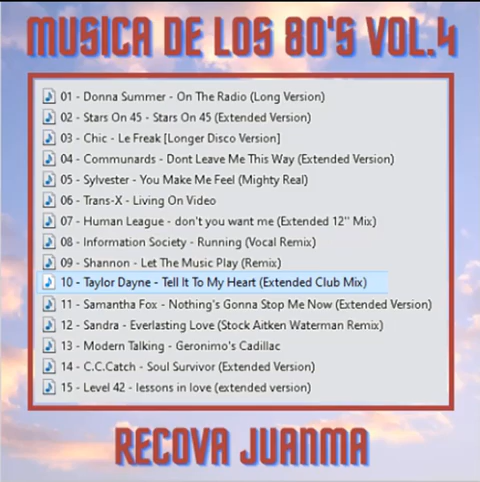 MUSICA DE LOS 80'S VOL.4
01 - Donna Summer - On The Radio (Long Version)
02 - Stars On 45 - Stars On 45 (Extended Version)
03 - Chic - Le Freak [Longer Disco Version]
04 - Communards - Dont Leave Me This Way (Extended Version)
05 - Sylvester - You Make Me Feel (Mighty Real)
06 - Trans-X - Living On Video
07 - Human League - don't you want me (Extended 12'' Mix)
08 - Information Society - Running (Vocal Remix)
09 - Shannon - Let The Music Play (Remix)
10 - Taylor Dayne - Tell It To My Heart (Extended Club Mix)
11 - Samantha Fox - Nothing's Gonna Stop Me Now (Extended Version)
12 - Sandra - Everlasting Love (Stock Aitken Waterman Remix)
13 - Modern Talking - Geronimo's Cadillac
14 - C.C.Catch - Soul Survivor (Extended Version)
15 - Level 42 - lessons in love (extended version)
RECOVA JUANMA